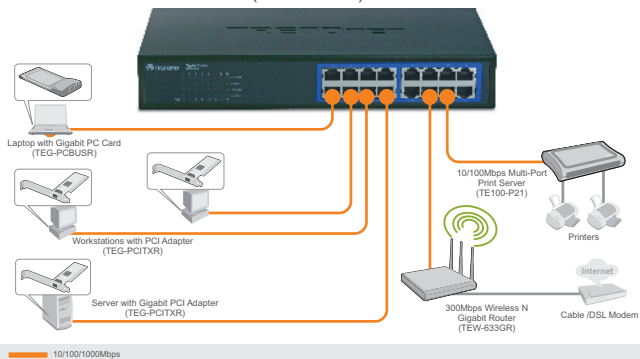 TRENDNET
Laptop with Gigabit PC Card
(TEG-PCBUSR)
Workstations with PCI Adapter
(TEG-PCITXR)
Server with Gigabit PCI Adapter
(TEG-PCITXR)
10/100Mbps Multi-Port
Print Server
(TE100-P21)
Printers
300Mbps Wireless N
Gigabit Router
(TEW-633GR)
Internet
Cable /DSL Modem
10/100/1000Mbps